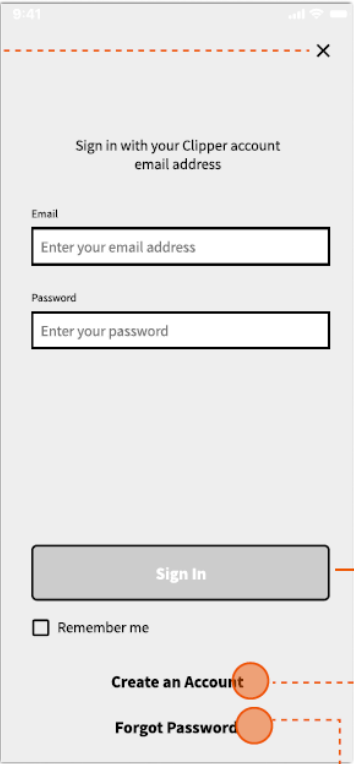 9:41
Sign in with your Clipper account
email address
Email
Enter your email address
Password
Enter your password
Sign In
Remember me
Create an Account
Forgot Password